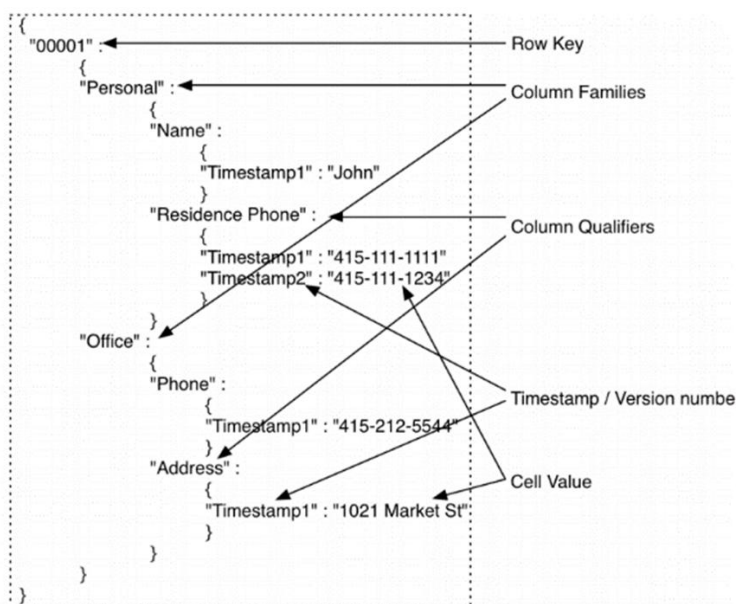 {
"00001" : Row Key
{
"Personal" : Column Families
{
"Name" :
{
"Timestamp1" : "John"
}
"Residence Phone" : Column Qualifiers
{
"Timestamp1" : "415-111-1111"
"Timestamp2" : "415-111-1234"
}
}
"Office" :
{
"Phone" :
Timestamp / Version numbe
{
"Timestamp1" : "415-212-5544"
}
"Address" :
Cell Value
{
"Timestamp1" : "1021 Market St"
}
}
}
}